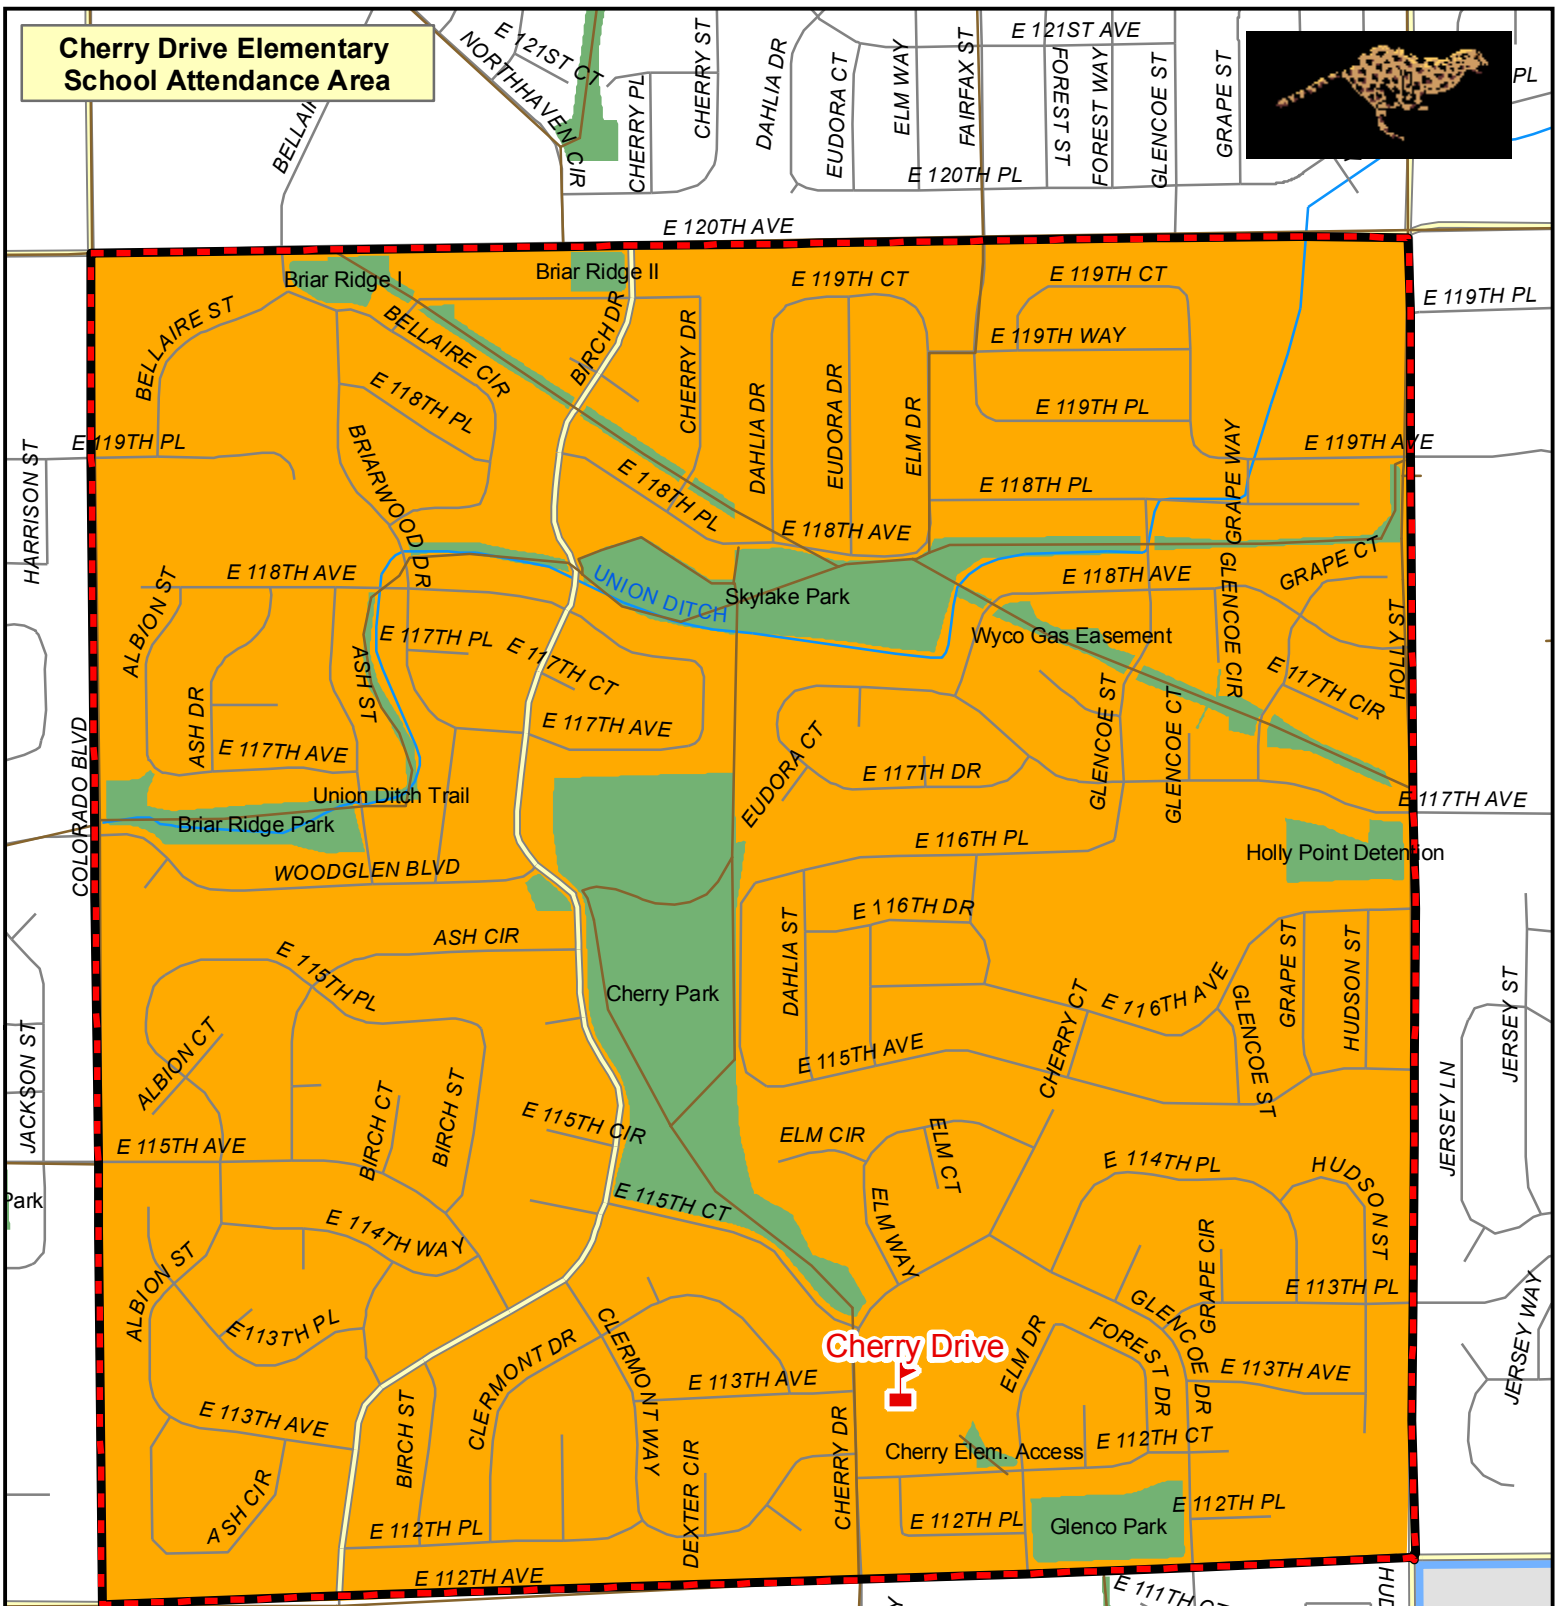 Cherry Drive Elementary
School Attendance Area
E 121ST CT
NORTHHAVEN CIR
CHERRY PL
CHERRY ST
DAHLIA DR
EUDORA CT
ELM WAY
FAIRFAX ST
E 121ST AVE
FOREST ST
FOREST WAY
GLENCOE ST
GRAPE ST
PL
E 120TH PL
E 120TH AVE
Briar Ridge I
Briar Ridge II
E 119TH CT
E 119TH CT
E 119TH PL
BELLAIRE ST
BELLAIRE CIR
BIRCH DR
CHERRY DR
E 119TH WAY
E 118TH PL
DAHLIA DR
EUDORA DR
ELM DR
E 119TH PL
E 119TH PL
E 119TH AVE
HARRISON ST
BRIARWOOD DR
E 118TH PL
E 118TH PL
GRAPE WAY
E 118TH AVE
GRAPE CT
E 118TH AVE
E 118TH AVE
UNION DITCH
Skylake Park
ALBION ST
Wyco Gas Easement
GLENCOE CIR
HOLLY ST
E 117TH PL
E 117TH CT
ASH ST
E 117TH CIR
ASH DR
E 117TH AVE
E 117TH AVE
EUDORA CT
E 117TH DR
GLENCOE ST
GLENCOE CT
COLORADO BLVD
Union Ditch Trail
E 117TH AVE
Briar Ridge Park
E 116TH PL
Holly Point Detention
WOODGLEN BLVD
E 116TH DR
ASH CIR
DAHLIA ST
E 115TH PL
GRAPE ST
HUDSON ST
Cherry Park
E 116TH AVE
CHERRY CT
GLENCOE ST
JERSEY ST
JACKSON ST
ALBION CT
E 115TH AVE
BIRCH CT
BIRCH ST
E 115TH CIR
JERSEY LN
ELM CIR
ELM CT
E 115TH AVE
E 114TH PL
HUDSON ST
Park
E 115TH CT
ELM WAY
E 114TH WAY
GRAPE CIR
ALBION ST
E 113TH PL
E 113TH PL
GLENCOE DR
JERSEY WAY
CLERMONT DR
CLERMONT WAY
Cherry Drive
ELM DR
FOREST DR
E 113TH AVE
E 113TH AVE
E 113TH AVE
BIRCH ST
CHERRY DR
Cherry Elem. Access
E 112TH CT
DEXTER CIR
ASH CIR
E 112TH PL
E 112TH PL
Glenco Park
E 112TH PL
E 112TH AVE
E 111TH CT